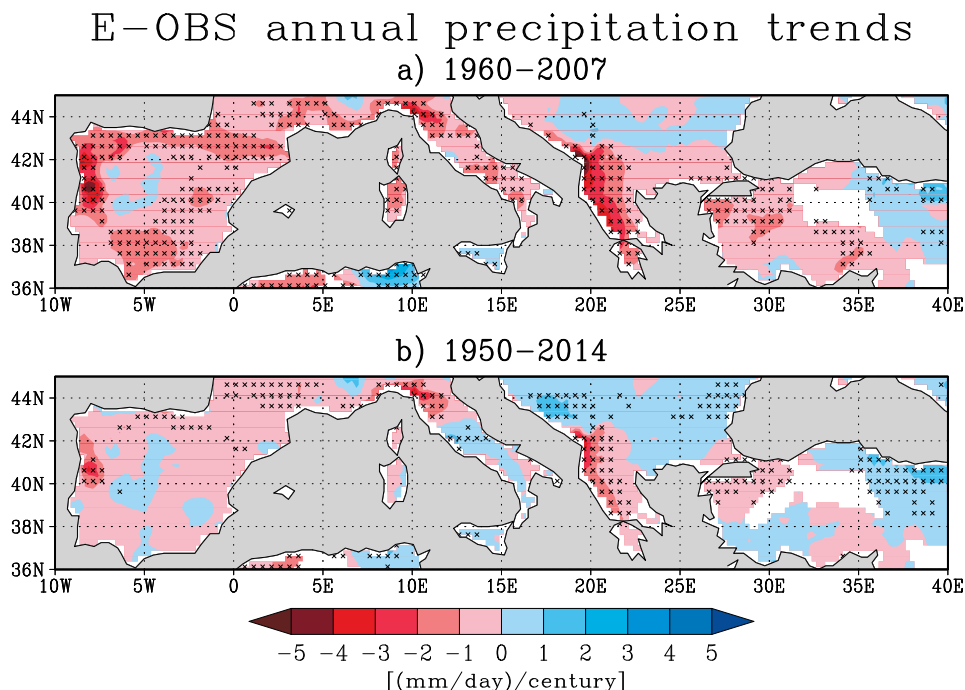 E-OBS annual precipitation trends
a) 1960-2007
44N
42N
40N
38N
36N
10W 5W 0 5E 10E 15E 20E 25E 30E 35E 40E
b) 1950-2014
44N
42N
40N
38N
36N
10W 5W 0 5E 10E 15E 20E 25E 30E 35E 40E
-5 -4 -3 -2 -1 0 1 2 3 4 5
[(mm/day)/century]